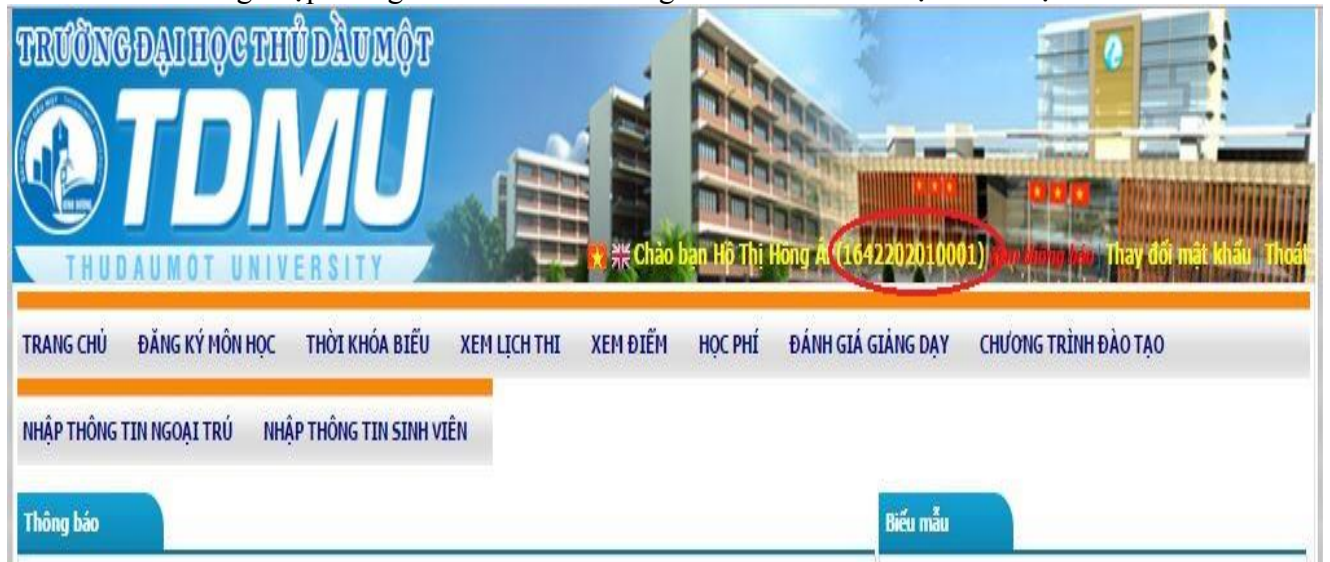 TRƯỜNG ĐẠI HỌC THỦ DẦU MỘT
TDMU
THUDAUMOT UNIVERSITY
Chào bạn Hồ Thị Hồng Ấ (1642202010001) Thay đổi mật khẩu Thoát
TRANG CHỦ ĐĂNG KÝ MÔN HỌC THỜI KHÓA BIỂU XEM LỊCH THI XEM ĐIỂM HỌC PHÍ ĐÁNH GIÁ GIẢNG DẠY CHƯƠNG TRÌNH ĐÀO TẠO
NHẬP THÔNG TIN NGOẠI TRÚ NHẬP THÔNG TIN SINH VIÊN
Thông báo Biểu mẫu